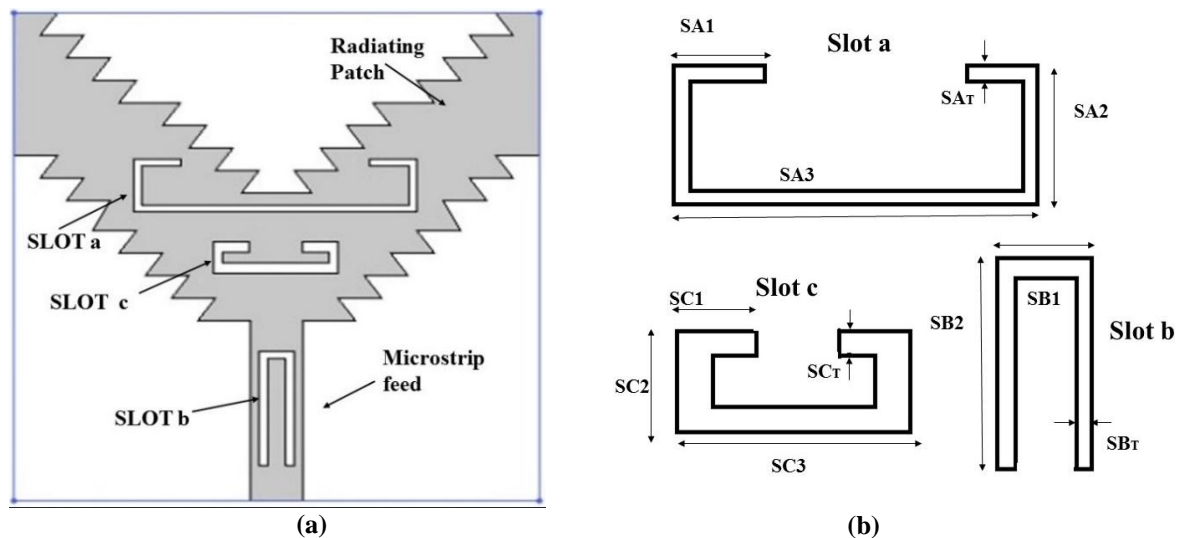 Radiating
Patch
SLOT a
SLOT c
Microstrip
feed
SLOT b
(a)
SA1
Slot a
SAT
SA2
SA3
SC1
Slot c
SB1
SB2
Slot b
SC2
SCT
SBT
SC3
(b)